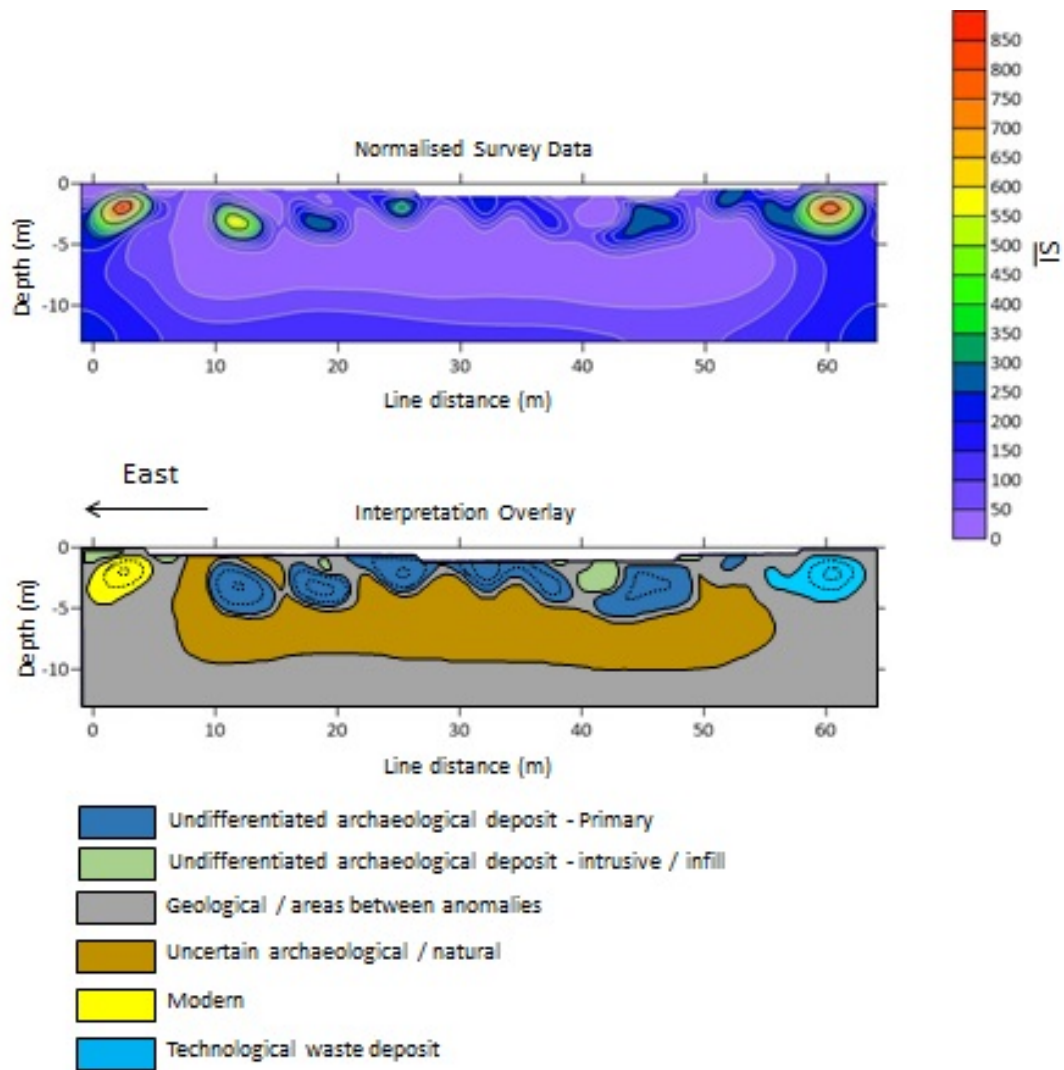 Normalised Survey Data
0
-5
-10
Depth (m)
0 10 20 30 40 50 60
Line distance (m)
850
800
750
700
650
600
550
500
450
400
350
300
250
200
150
100
50
0
SI
East
Interpretation Overlay
0
-5
-10
Depth (m)
0 10 20 30 40 50 60
Line distance (m)
Undifferentiated archaeological deposit - Primary
Undifferentiated archaeological deposit - intrusive / infill
Geological / areas between anomalies
Uncertain archaeological / natural
Modern
Technological waste deposit